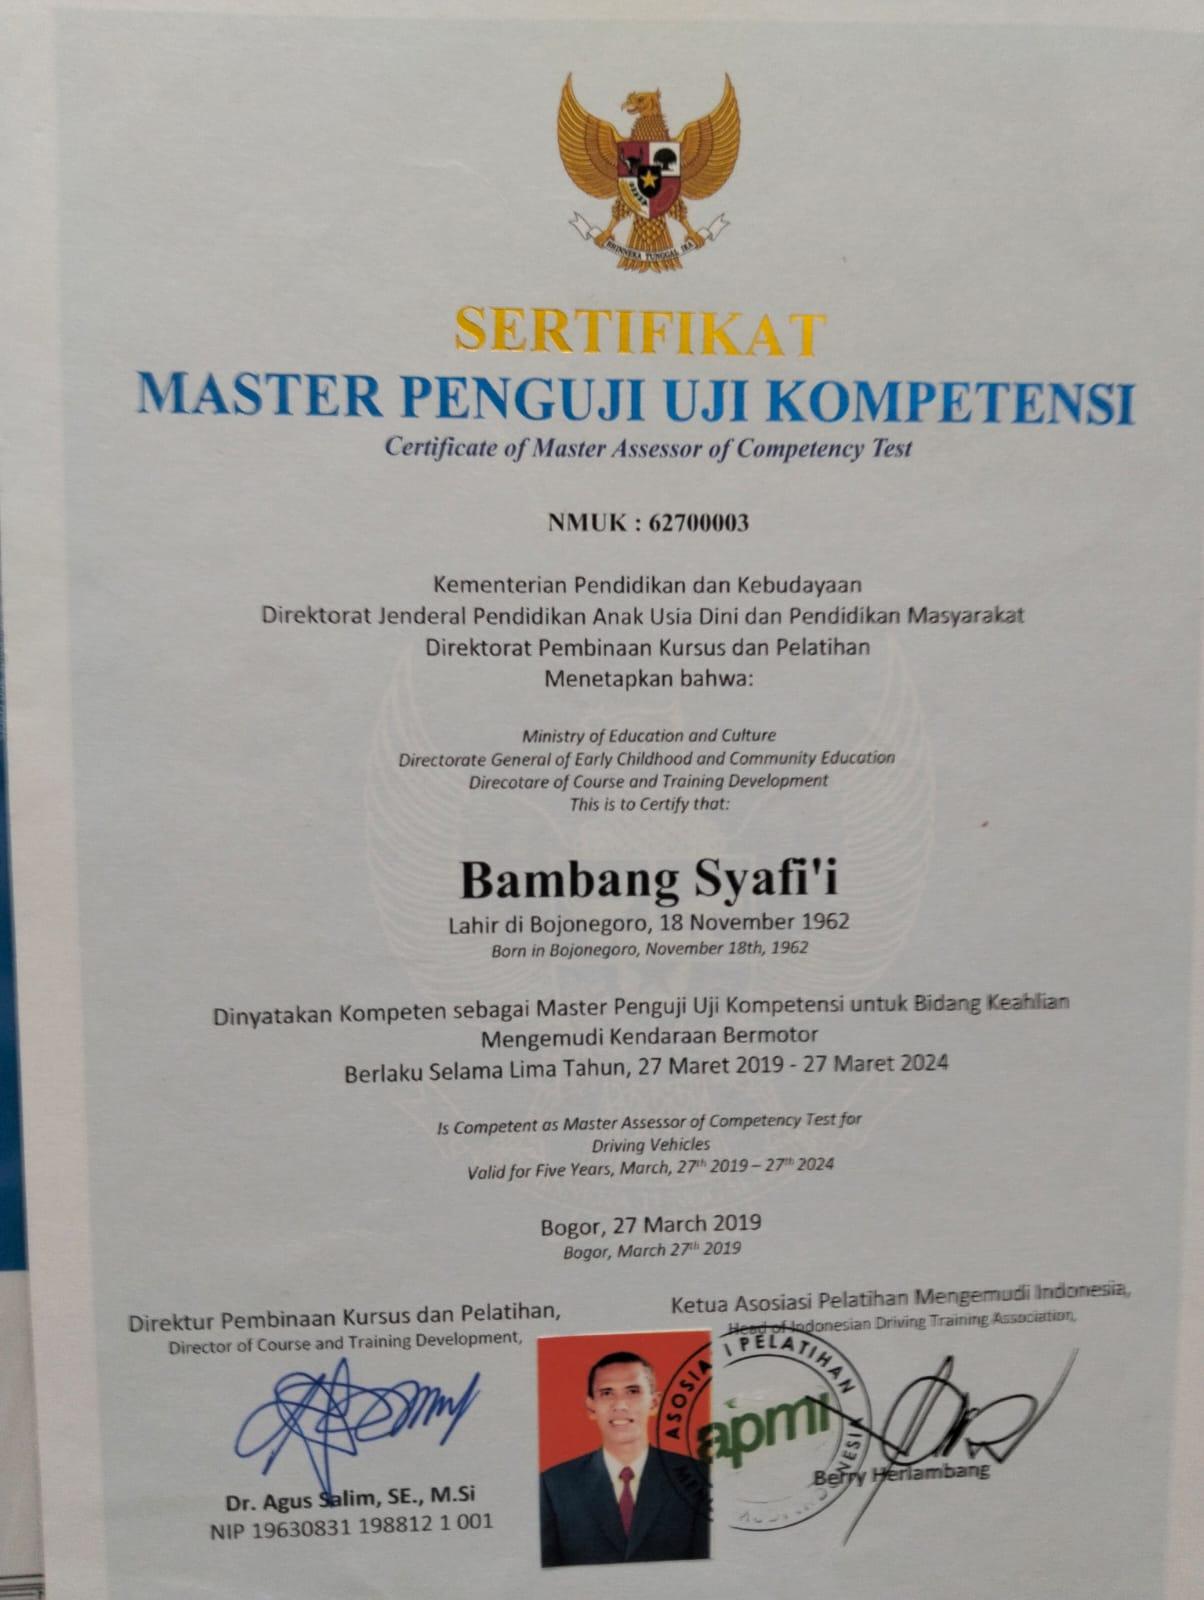 BHINNEKA TUNGGAL IKA
SERTIFIKAT
MASTER PENGUJI UJI KOMPETENSI
Certificate of Master Assessor of Competency Test
NMUK : 62700003
Kementerian Pendidikan dan Kebudayaan
Direktorat Jenderal Pendidikan Anak Usia Dini dan Pendidikan Masyarakat
Direktorat Pembinaan Kursus dan Pelatihan
Menetapkan bahwa:
Ministry of Education and Culture
Directorate General of Early Childhood and Community Education
Direcotare of Course and Training Development
This is to Certify that:
Bambang Syafi'i
Lahir di Bojonegoro, 18 November 1962
Born in Bojonegoro, November 18th, 1962
Dinyatakan Kompeten sebagai Master Penguji Uji Kompetensi untuk Bidang Keahlian
Mengemudi Kendaraan Bermotor
Berlaku Selama Lima Tahun, 27 Maret 2019 - 27 Maret 2024
Is Competent as Master Assessor of Competency Test for
Driving Vehicles
Valid for Five Years, March, 27th 2019 – 27th 2024
Bogor, 27 March 2019
Bogor, March 27th 2019
Direktur Pembinaan Kursus dan Pelatihan,
Director of Course and Training Development,
Dr. Agus Salim, SE., M.Si
NIP 19630831 198812 1 001
Ketua Asosiasi Pelatihan Mengemudi Indonesia,
Head of Indonesian Driving Training Association,
ASOSIASI PELATIHAN
apmi
Berry Herlambang